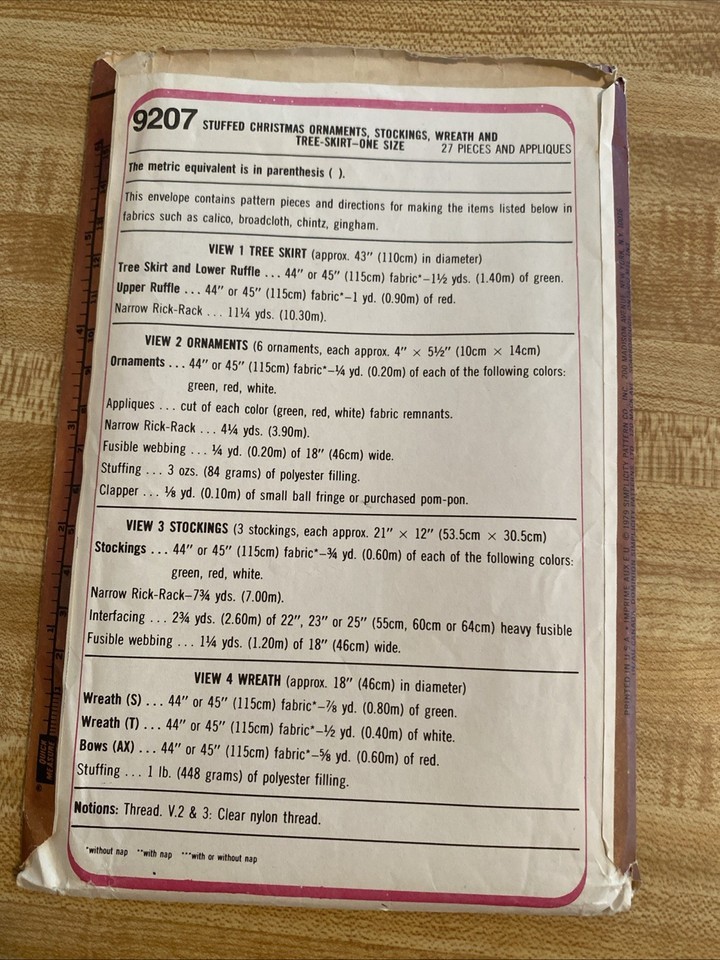 9207 STUFFED CHRISTMAS ORNAMENTS, STOCKINGS, WREATH AND
TREE-SKIRT–ONE SIZE 27 PIECES AND APPLIQUES
The metric equivalent is in parenthesis ( ).
This envelope contains pattern pieces and directions for making the items listed below in
fabrics such as calico, broadcloth, chintz, gingham.
VIEW 1 TREE SKIRT (approx. 43″ (110cm) in diameter)
Tree Skirt and Lower Ruffle ... 44″ or 45″ (115cm) fabric*–1½ yds. (1.40m) of green.
Upper Ruffle ... 44″ or 45″ (115cm) fabric*–1 yd. (0.90m) of red.
Narrow Rick-Rack ... 11¼ yds. (10.30m).
VIEW 2 ORNAMENTS (6 ornaments, each approx. 4″ × 5½″ (10cm × 14cm)
Ornaments ... 44″ or 45″ (115cm) fabric*–¼ yd. (0.20m) of each of the following colors:
green, red, white.
Appliques ... cut of each color (green, red, white) fabric remnants.
Narrow Rick-Rack ... 4¼ yds. (3.90m).
Fusible webbing ... ¼ yd. (0.20m) of 18″ (46cm) wide.
Stuffing ... 3 ozs. (84 grams) of polyester filling.
Clapper ... ⅛ yd. (0.10m) of small ball fringe or purchased pom-pon.
VIEW 3 STOCKINGS (3 stockings, each approx. 21″ × 12″ (53.5cm × 30.5cm)
Stockings ... 44″ or 45″ (115cm) fabric*–¾ yd. (0.60m) of each of the following colors:
green, red, white.
Narrow Rick-Rack–7¾ yds. (7.00m).
Interfacing ... 2¾ yds. (2.60m) of 22″, 23″ or 25″ (55cm, 60cm or 64cm) heavy fusible
Fusible webbing ... 1¼ yds. (1.20m) of 18″ (46cm) wide.
VIEW 4 WREATH (approx. 18″ (46cm) in diameter)
Wreath (S) ... 44″ or 45″ (115cm) fabric*–⅞ yd. (0.80m) of green.
Wreath (T) ... 44″ or 45″ (115cm) fabric*–½ yd. (0.40m) of white.
Bows (AX) ... 44″ or 45″ (115cm) fabric*–⅝ yd. (0.60m) of red.
Stuffing ... 1 lb. (448 grams) of polyester filling.
Notions: Thread. V.2 & 3: Clear nylon thread.
*without nap **with nap ***with or without nap
QUICK
MEASURE
PRINTED IN U.S.A. • IMPRIME AUX E.U. © 1979 SIMPLICITY PATTERN CO., INC. 200 MADISON AVENUE, NEW YORK, N.Y.